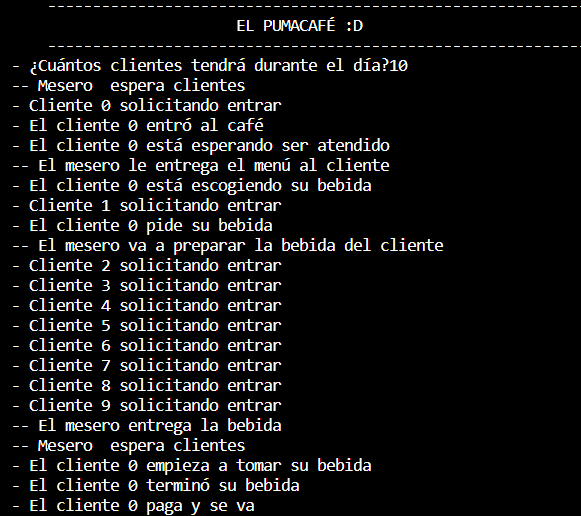 EL PUMACAFÉ :D
- ¿Cuántos clientes tendrá durante el día?10
-- Mesero  espera clientes
- Cliente 0 solicitando entrar
- El cliente 0 entró al café
- El cliente 0 está esperando ser atendido
-- El mesero le entrega el menú al cliente
- El cliente 0 está escogiendo su bebida
- Cliente 1 solicitando entrar
- El cliente 0 pide su bebida
-- El mesero va a preparar la bebida del cliente
- Cliente 2 solicitando entrar
- Cliente 3 solicitando entrar
- Cliente 4 solicitando entrar
- Cliente 5 solicitando entrar
- Cliente 6 solicitando entrar
- Cliente 7 solicitando entrar
- Cliente 8 solicitando entrar
- Cliente 9 solicitando entrar
-- El mesero entrega la bebida
-- Mesero  espera clientes
- El cliente 0 empieza a tomar su bebida
- El cliente 0 terminó su bebida
- El cliente 0 paga y se va